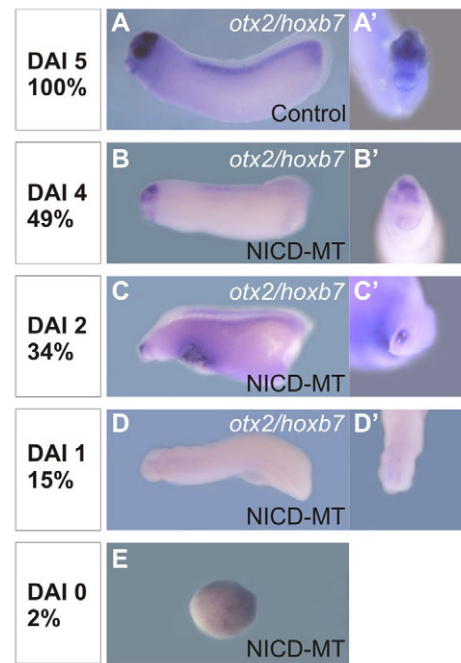 DAI 5
100%
A
otx2/hoxb7
Control
A'
DAI 4
49%
B
otx2/hoxb7
NICD-MT
B'
DAI 2
34%
C
otx2/hoxb7
NICD-MT
C'
DAI 1
15%
D
otx2/hoxb7
NICD-MT
D'
DAI 0
2%
E
NICD-MT